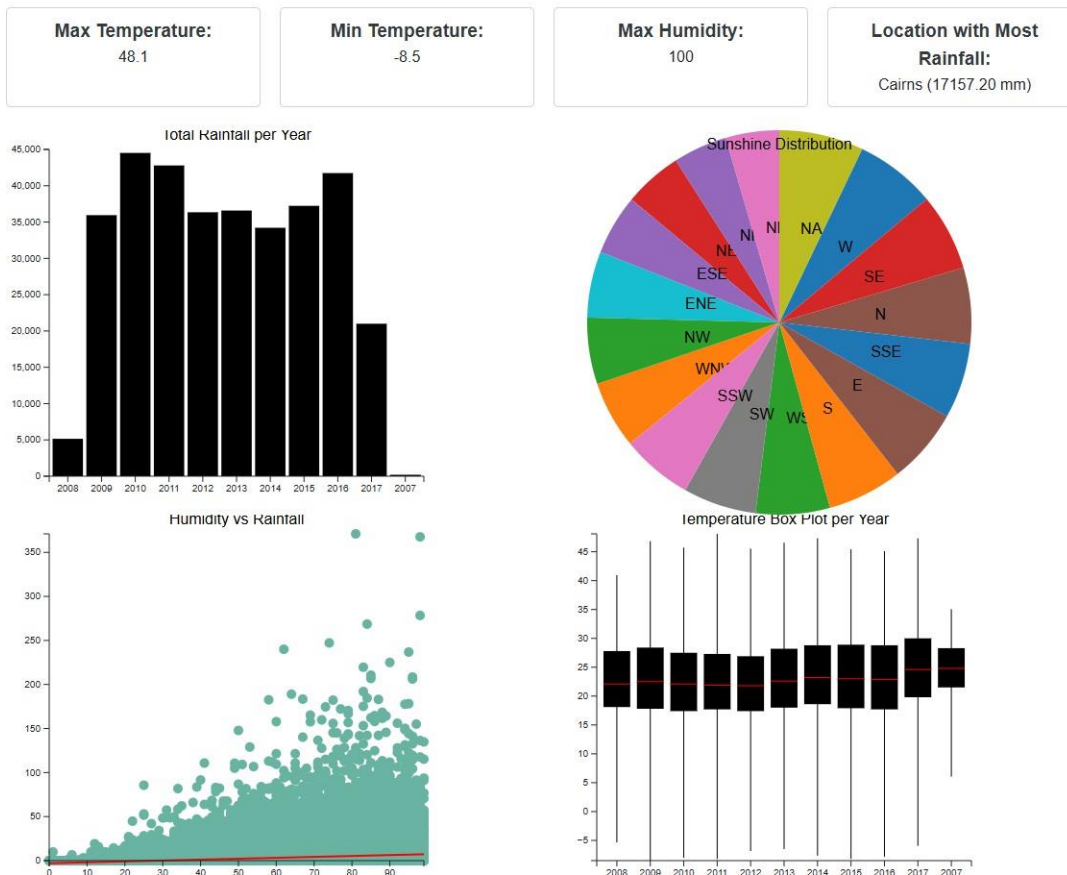 Max Temperature:
48.1
Min Temperature:
-8.5
Max Humidity:
100
Location with Most
Rainfall:
Cairns (17157.20 mm)
Total Rainfall per Year
45,000
40,000
35,000
30,000
25,000
20,000
15,000
10,000
5,000
0
2008 2009 2010 2011 2012 2013 2014 2015 2016 2017 2007
Sunshine Distribution
NA
W
SE
N
SSE
E
S
WS
SW
SSW
WNW
NW
ENE
ESE
NE
Humidity vs Rainfall
350
300
250
200
150
100
50
0
0 10 20 30 40 50 60 70 80 90
Temperature Box Plot per Year
45
40
35
30
25
20
15
10
5
0
−5
2008 2009 2010 2011 2012 2013 2014 2015 2016 2017 2007